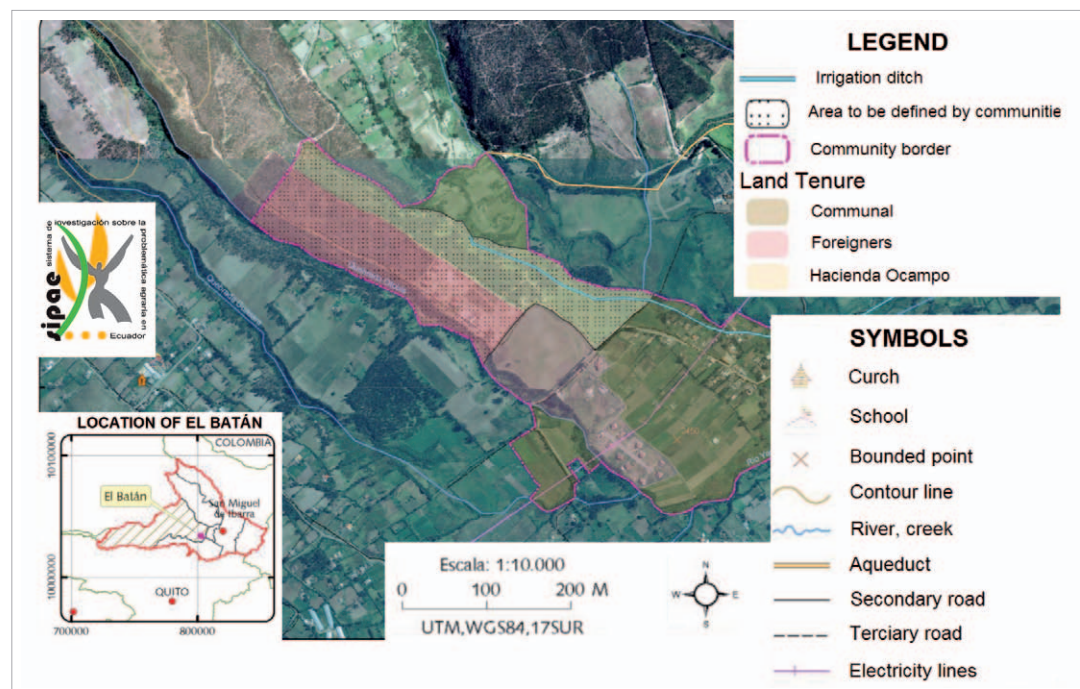 LEGEND
Irrigation ditch
Area to be defined by communitie
Community border
Land Tenure
Communal
Foreigners
Hacienda Ocampo
sipae
sistema de investigación sobre la problemática agraria en
Ecuador
SYMBOLS
Curch
School
Bounded point
Contour line
River, creek
Aqueduct
Secondary road
Terciary road
Electricity lines
LOCATION OF EL BATÁN
COLOMBIA
10100000
El Batán
San Miguel
de Ibarra
10000000
QUITO
700000
800000
Escala: 1:10.000
0 100 200 M
UTM,WGS84,17SUR
N
W E
S